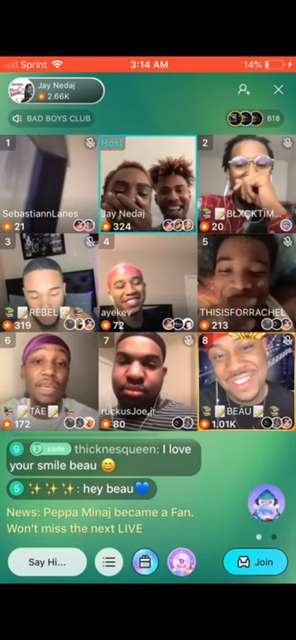 Sprint 3:14 AM 14%
Jay Nedaj
2.66K
BAD BOYS CLUB 618
1
Host
2
SebastiannLanes
21
Jay Nedaj
324
BLXCKTIM...
20
3
4
5
REBEL
319
ayekev
72
THISISFORRACHEL
213
6
7
8
TAE
172
ruckusJoe,ir
80
BEAU
1.01K
9 code thicknesqueen: I love
your smile beau 😀
5 ✨ ✨ ✨: hey beau💙
News: Peppa Minaj became a Fan.
Won't miss the next LIVE
Say Hi... Join